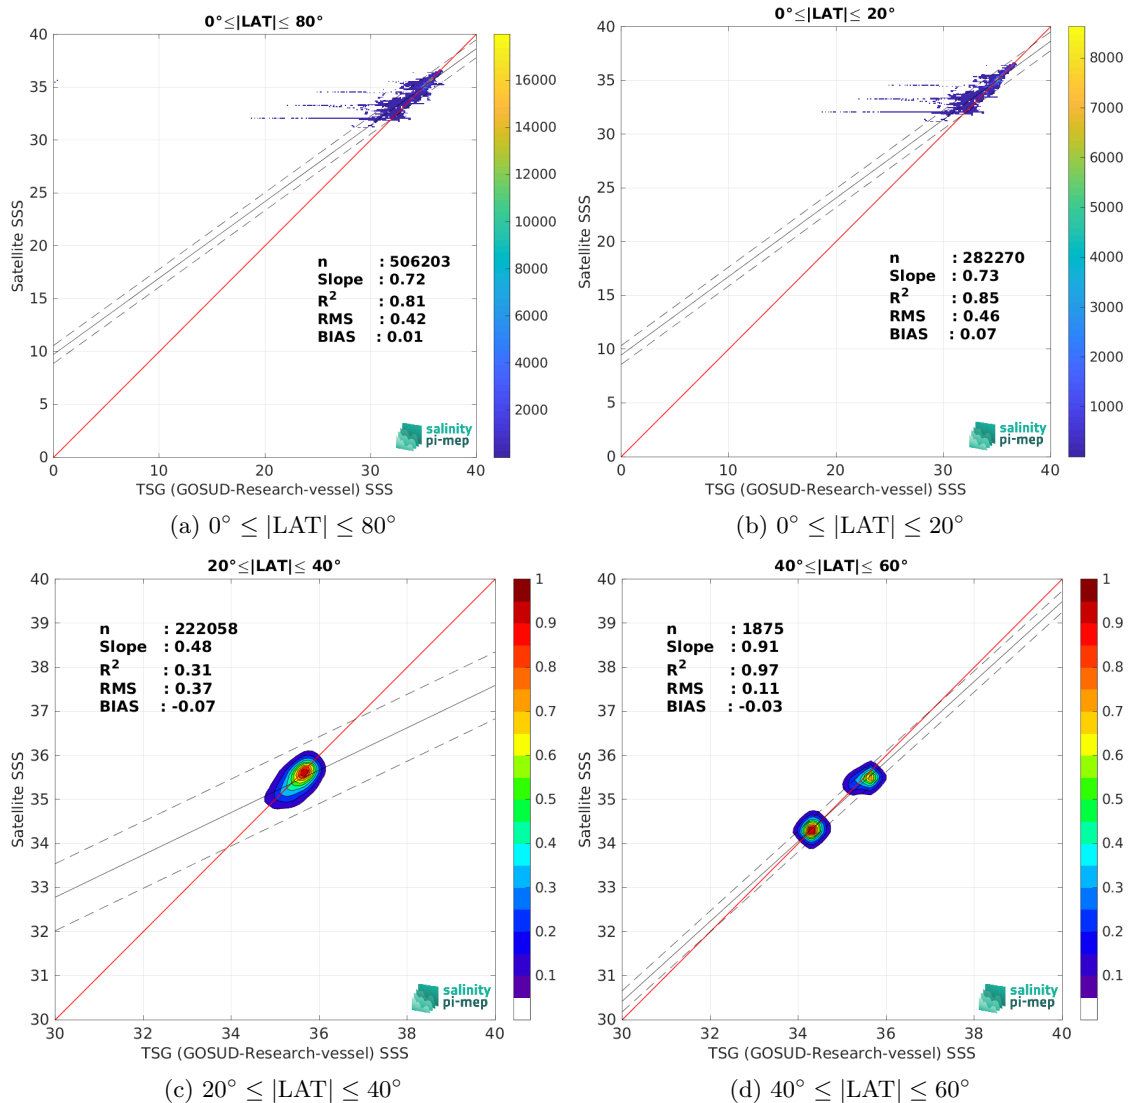 0°≤|LAT|≤ 80°
40
35
30
25
20
15
10
5
0
Satellite SSS
n : 506203
Slope : 0.72
R2 : 0.81
RMS : 0.42
BIAS : 0.01
salinity
pi-mep
0 10 20 30 40
TSG (GOSUD-Research-vessel) SSS
16000
14000
12000
10000
8000
6000
4000
2000
(a) 0° ≤ |LAT| ≤ 80°
0°≤|LAT|≤ 20°
40
35
30
25
20
15
10
5
0
Satellite SSS
n : 282270
Slope : 0.73
R2 : 0.85
RMS : 0.46
BIAS : 0.07
salinity
pi-mep
0 10 20 30 40
TSG (GOSUD-Research-vessel) SSS
8000
7000
6000
5000
4000
3000
2000
1000
(b) 0° ≤ |LAT| ≤ 20°
20°≤|LAT|≤ 40°
40
39
38
37
36
35
34
33
32
31
30
Satellite SSS
n : 222058
Slope : 0.48
R2 : 0.31
RMS : 0.37
BIAS : -0.07
salinity
pi-mep
30 32 34 36 38 40
TSG (GOSUD-Research-vessel) SSS
1
0.9
0.8
0.7
0.6
0.5
0.4
0.3
0.2
0.1
(c) 20° ≤ |LAT| ≤ 40°
40°≤|LAT|≤ 60°
40
39
38
37
36
35
34
33
32
31
30
Satellite SSS
n : 1875
Slope : 0.91
R2 : 0.97
RMS : 0.11
BIAS : -0.03
salinity
pi-mep
30 32 34 36 38 40
TSG (GOSUD-Research-vessel) SSS
1
0.9
0.8
0.7
0.6
0.5
0.4
0.3
0.2
0.1
(d) 40° ≤ |LAT| ≤ 60°